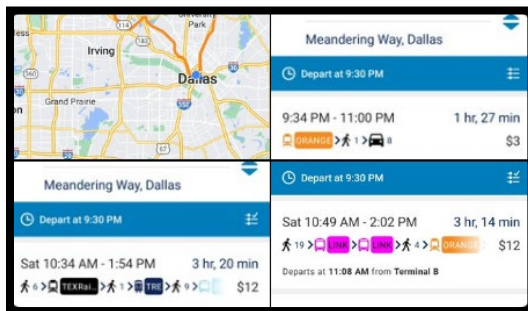 University
Park
Irving
Dallas
Grand Prairie
Meandering Way, Dallas
Depart at 9:30 PM
9:34 PM - 11:00 PM 1 hr, 27 min
ORANGE 1 8 $3
Meandering Way, Dallas
Depart at 9:30 PM
Sat 10:34 AM - 1:54 PM 3 hr, 20 min
6 TEXRai... 1 TRE 9 $12
Depart at 9:30 PM
Sat 10:49 AM - 2:02 PM 3 hr, 14 min
19 LINK LINK 4 ORANGE $12
Departs at 11:08 AM from Terminal B